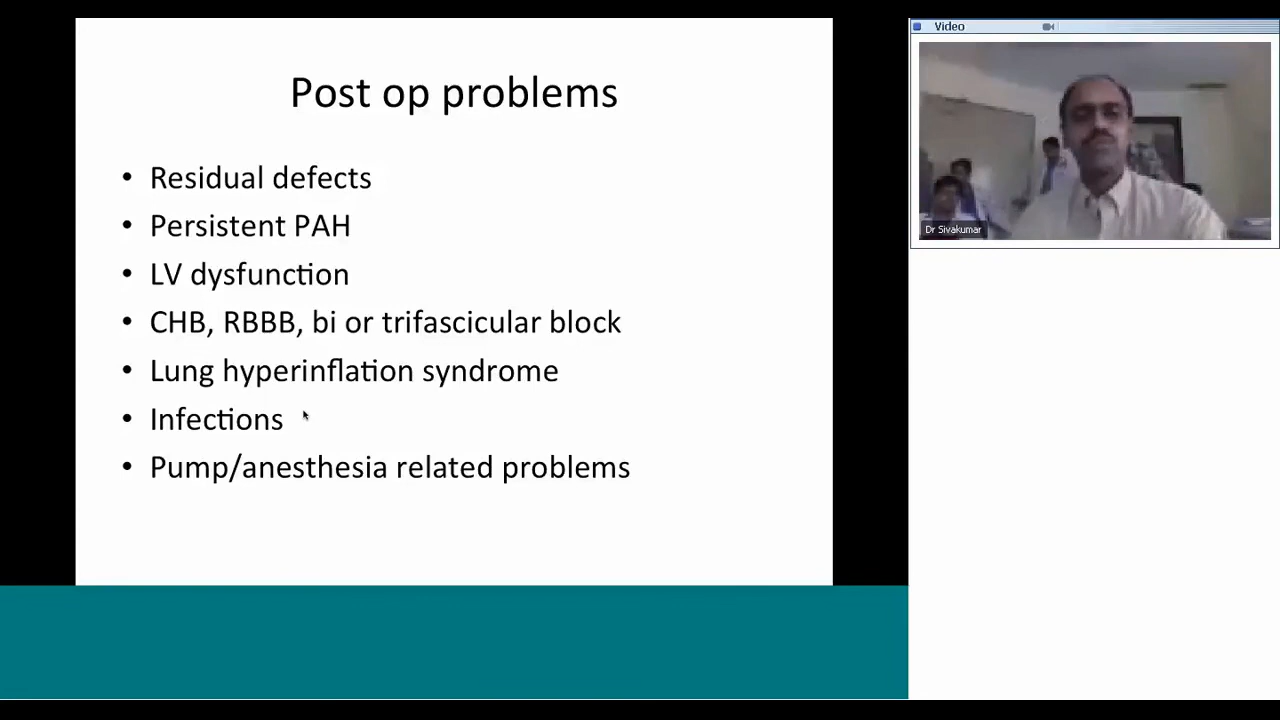 Post op problems
• Residual defects
• Persistent PAH
• LV dysfunction
• CHB, RBBB, bi or trifascicular block
• Lung hyperinflation syndrome
• Infections
• Pump/anesthesia related problems
Video
Dr Sivakumar